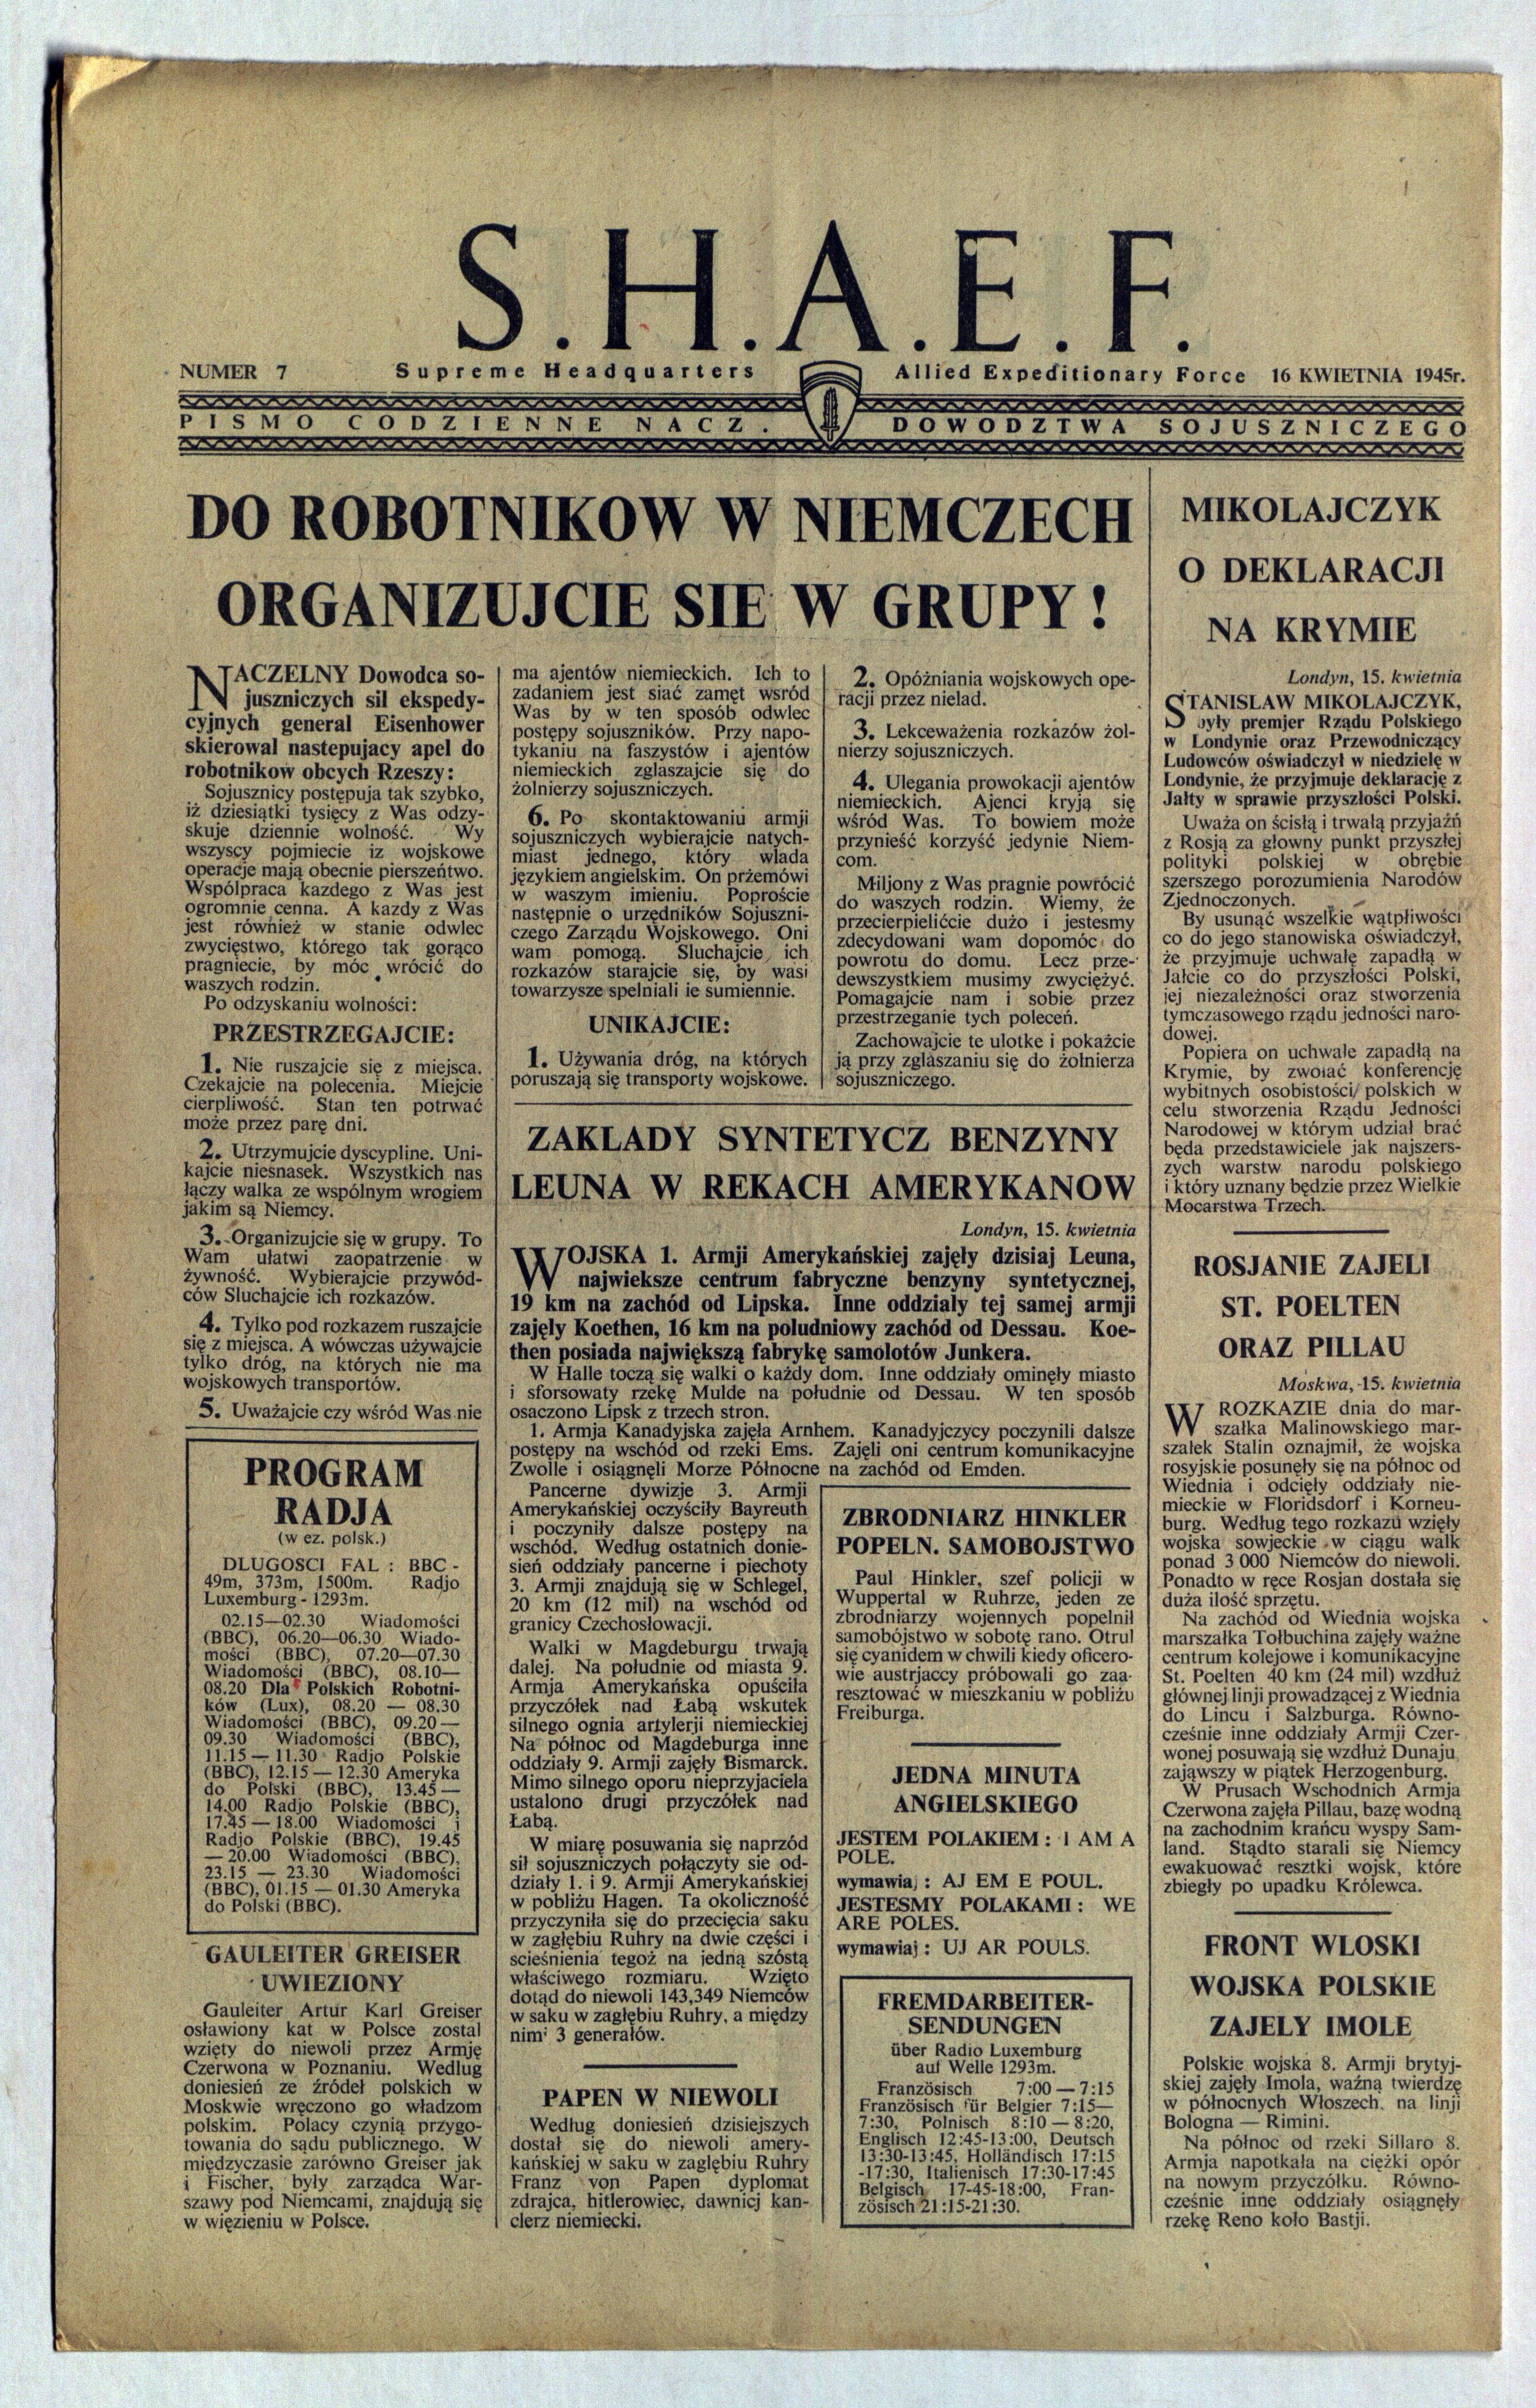 S.H.A.E.F.
NUMER 7
Supreme Headquarters
Allied Expeditionary Force
16 KWIETNIA 1945r.
PISMO CODZIENNE NACZ.
DOWODZTWA SOJUSZNICZEGO
DO ROBOTNIKOW W NIEMCZECH
ORGANIZUJCIE SIE W GRUPY!
NACZELNY Dowodca so-
juszniczych sil ekspedy-
cyjnych general Eisenhower
skierowal nastepujacy apel do
robotnikow obcych Rzeszy:
Sojusznicy postępuja tak szybko,
iż dziesiątki tysięcy z Was odzy-
skuje dziennie wolność. Wy
wszyscy pojmiecie iz wojskowe
operacje mają obecnie pierszeńtwo.
Wspólpraca kazdego z Was jest
ogromnie cenna. A kazdy z Was
jest również w stanie odwlec
zwycięstwo, którego tak gorąco
pragniecie, by móc wrócić do
waszych rodzin.
Po odzyskaniu wolności:
PRZESTRZEGAJCIE:
1. Nie ruszajcie się z miejsca.
Czekajcie na polecenia. Miejcie
cierpliwość. Stan ten potrwać
może przez parę dni.
2. Utrzymujcie dyscypline. Uni-
kajcie nieśnasek. Wszystkich nas
łączy walka ze wspólnym wrogiem
jakim są Niemcy.
3. Organizujcie się w grupy. To
Wam ułatwi zaopatrzenie w
żywność. Wybierajcie przywód-
ców Sluchajcie ich rozkazów.
4. Tylko pod rozkazem ruszajcie
się z miejsca. A wówczas używajcie
tylko dróg, na których nie ma
wojskowych transportów.
5. Uważajcie czy wśród Was nie
PROGRAM
RADJA
(w ez. polsk.)
DLUGOSCI FAL : BBC -
49m, 373m, 1500m. Radjo
Luxemburg - 1293m.
02.15—02.30 Wiadomości
(BBC), 06.20—06.30 Wiado-
mości (BBC), 07.20—07.30
Wiadomości (BBC), 08.10—
08.20 Dla Polskich Robotni-
ków (Lux), 08.20 — 08.30
Wiadomości (BBC), 09.20 —
09.30 Wiadomości (BBC),
11.15 — 11.30 Radjo Polskie
(BBC), 12.15 — 12.30 Ameryka
do Polski (BBC), 13.45 —
14.00 Radjo Polskie (BBC),
17.45 — 18.00 Wiadomości i
Radjo Polskie (BBC), 19.45
— 20.00 Wiadomości (BBC),
23.15 — 23.30 Wiadomości
(BBC), 01.15 — 01.30 Ameryka
do Polski (BBC).
GAULEITER GREISER
UWIEZIONY
Gauleiter Artur Karl Greiser
osławiony kat w Polsce zostal
wzięty do niewoli przez Armję
Czerwona w Poznaniu. Wedlug
doniesień ze źródeł polskich w
Moskwie wręczono go władzom
polskim. Polacy czynią przygo-
towania do sądu publicznego. W
międzyczasie zarówno Greiser jak
i Fischer, były zarządca War-
szawy pod Niemcami, znajdują się
w więzieniu w Polsce.
ma ajentów niemieckich. Ich to
zadaniem jest siać zamęt wsród
Was by w ten sposób odwlec
postępy sojuszników. Przy napo-
tykaniu na faszystów i ajentów
niemieckich zglaszajcie się do
żolnierzy sojuszniczych.
6. Po skontaktowaniu armji
sojuszniczych wybierajcie natych-
miast jednego, który wlada
językiem angielskim. On przemówi
w waszym imieniu. Poproście
następnie o urzędników Sojuszni-
czego Zarządu Wojskowego. Oni
wam pomogą. Sluchajcie ich
rozkazów starajcie się, by wasi
towarzysze spelniali ie sumiennie.
UNIKAJCIE:
1. Używania dróg, na których
poruszają się transporty wojskowe.
2. Opóżniania wojskowych ope-
racji przez nielad.
3. Lekceważenia rozkazów żol-
nierzy sojuszniczych.
4. Ulegania prowokacji ajentów
niemieckich. Ajenci kryją się
wśród Was. To bowiem może
przynieść korzyść jedynie Niem-
com.
Miljony z Was pragnie powrócić
do waszych rodzin. Wiemy, że
przecierpielićcie dużo i jestesmy
zdecydowani wam dopomóc do
powrotu do domu. Lecz prze-
dewszystkiem musimy zwyciężyć.
Pomagajcie nam i sobie przez
przestrzeganie tych poleceń.
Zachowajcie te ulotke i pokażcie
ją przy zgłaszaniu się do żołnierza
sojuszniczego.
ZAKLADY SYNTETYCZ BENZYNY
LEUNA W REKACH AMERYKANOW
Londyn, 15. kwietnia
WOJSKA 1. Armji Amerykańskiej zajęły dzisiaj Leuna,
najwieksze centrum fabryczne benzyny syntetycznej,
19 km na zachód od Lipska. Inne oddzialy tej samej armji
zajęly Koethen, 16 km na poludniowy zachód od Dessau. Koe-
then posiada największą fabrykę samolotów Junkera.
W Halle toczą się walki o każdy dom. Inne oddziały ominęły miasto
i sforsowaty rzekę Mulde na południe od Dessau. W ten sposób
osaczono Lipsk z trzech stron.
1. Armja Kanadyjska zajęła Arnhem. Kanadyjczycy poczynili dalsze
postępy na wschód od rzeki Ems. Zajęli oni centrum komunikacyjne
Zwolle i osiągnęli Morze Północne na zachód od Emden.
Pancerne dywizje 3. Armji
Amerykańskiej oczyściły Bayreuth
i poczyniły dalsze postępy na
wschód. Według ostatnich donie-
sień oddziały pancerne i piechoty
3. Armji znajdują się w Schlegel,
20 km (12 mil) na wschód od
granicy Czechosłowacji.
Walki w Magdeburgu trwają
dalej. Na południe od miasta 9.
Armja Amerykańska opuściła
przyczółek nad Łabą wskutek
silnego ognia artylerji niemieckiej
Na północ od Magdeburga inne
oddziały 9. Armji zajęły Bismarck.
Mimo silnego oporu nieprzyjaciela
ustalono drugi przyczółek nad
Łabą.
W miarę posuwania się naprzód
sił sojuszniczych połączyty sie od-
działy 1. i 9. Armji Amerykańskiej
w pobliżu Hagen. Ta okoliczność
przyczyniła się do przecięcia saku
w zagłębiu Ruhry na dwie części i
scieśnienia tegoż na jedną szóstą
właściwego rozmiaru. Wzięto
dotąd do niewoli 143,349 Niemców
w saku w zagłębiu Ruhry, a między
nim: 3 generałów.
PAPEN W NIEWOLI
Według doniesień dzisiejszych
dostał się do niewoli amery-
kańskiej w saku w zaglębiu Ruhry
Franz von Papen dyplomat
zdrajca, hitlerowiec, dawnicj kan-
clerz niemiecki.
ZBRODNIARZ HINKLER
POPELN. SAMOBOJSTWO
Paul Hinkler, szef policji w
Wuppertal w Ruhrze, jeden ze
zbrodniarzy wojennych popelnił
samobójstwo w sobotę rano. Otrul
się cyanidem w chwili kiedy oficero-
wie austrjaccy próbowali go zaa-
resztować w mieszkaniu w pobliżu
Freiburga.
JEDNA MINUTA
ANGIELSKIEGO
JESTEM POLAKIEM : I AM A
POLE.
wymawiaj : AJ EM E POUL.
JESTESMY POLAKAMI : WE
ARE POLES.
wymawiaj : UJ AR POULS.
FREMDARBEITER-
SENDUNGEN
über Radio Luxemburg
auf Welle 1293m.
Französisch 7:00 — 7:15
Französisch für Belgier 7:15—
7:30, Polnisch 8:10 — 8:20,
Englisch 12:45-13:00, Deutsch
13:30-13:45, Holländisch 17:15
-17:30, Italienisch 17:30-17:45
Belgisch 17-45-18:00, Fran-
zösisch 21:15-21:30.
MIKOLAJCZYK
O DEKLARACJI
NA KRYMIE
Londyn, 15. kwietnia
STANISLAW MIKOLAJCZYK,
były premjer Rządu Polskiego
w Londynie oraz Przewodniczący
Ludowców oświadczył w niedzielę w
Londynie, że przyjmuje deklarację z
Jałty w sprawie przyszłości Polski.
Uważa on ścisłą i trwałą przyjaźń
z Rosją za głowny punkt przyszłej
polityki polskiej w obrębie
szerszego porozumienia Narodów
Zjednoczonych.
By usunąć wszelkie wątpliwości
co do jego stanowiska oświadczył,
że przyjmuje uchwałę zapadłą w
Jałcie co do przyszłości Polski,
jej niezależności oraz stworzenia
tymczasowego rządu jedności naro-
dowej.
Popiera on uchwałe zapadłą na
Krymie, by zwołać konferencję
wybitnych osobistości polskich w
celu stworzenia Rządu Jedności
Narodowej w którym udział brać
będa przedstawiciele jak najszers-
zych warstw narodu polskiego
i który uznany będzie przez Wielkie
Mocarstwa Trzech.
ROSJANIE ZAJELI
ST. POELTEN
ORAZ PILLAU
Moskwa, 15. kwietnia
W ROZKAZIE dnia do mar-
szałka Malinowskiego mar-
szałek Stalin oznajmił, że wojska
rosyjskie posunęły się na północ od
Wiednia i odcięły oddziały nie-
mieckie w Floridsdorf i Korneu-
burg. Według tego rozkazu wzięły
wojska sowjeckie w ciągu walk
ponad 3 000 Niemców do niewoli.
Ponadto w ręce Rosjan dostała się
duża ilość sprzętu.
Na zachód od Wiednia wojska
marszałka Tołbuchina zajęły ważne
centrum kolejowe i komunikacyjne
St. Poelten 40 km (24 mil) wzdłuż
głównej linji prowadzącej z Wiednia
do Lincu i Salzburga. Równo-
cześnie inne oddziały Armji Czer-
wonej posuwają się wzdłuż Dunaju
zająwszy w piątek Herzogenburg.
W Prusach Wschodnich Armja
Czerwona zajęła Pillau, bazę wodną
na zachodnim krańcu wyspy Sam-
land. Stądto starali się Niemcy
ewakuować resztki wojsk, które
zbiegły po upadku Królewca.
FRONT WLOSKI
WOJSKA POLSKIE
ZAJELY IMOLE
Polskie wojska 8. Armji brytyj-
skiej zajęły Imola, ważną twierdzę
w północnych Włoszech, na linji
Bologna — Rimini.
Na północ od rzeki Sillaro 8.
Armja napotkała na ciężki opór
na nowym przyczółku. Równo-
cześnie inne oddziały osiągnęły
rzekę Reno koło Bastji.